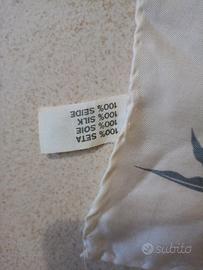 100% SETA
100% SOIE
100% SILK
100% SEIDE
subito